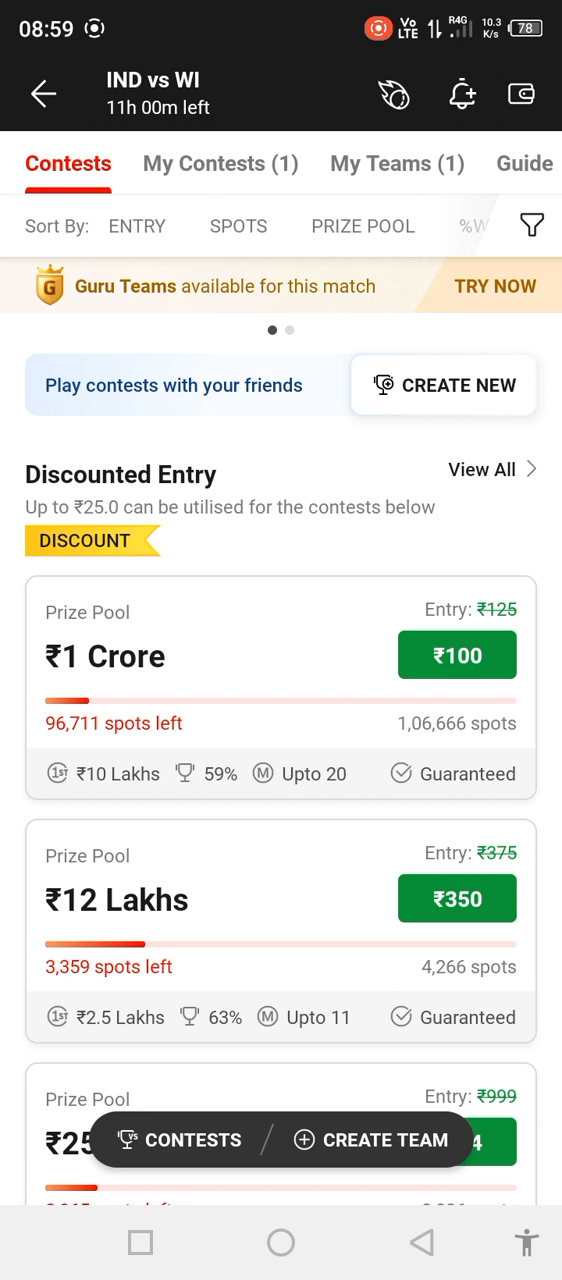 08:59
Vo LTE R4G 10.3 K/s 78
IND vs WI
11h 00m left
Contests My Contests (1) My Teams (1) Guide
Sort By: ENTRY SPOTS PRIZE POOL %W
G Guru Teams available for this match TRY NOW
Play contests with your friends CREATE NEW
Discounted Entry View All
Up to ₹25.0 can be utilised for the contests below
DISCOUNT
Prize Pool Entry: ₹125
₹1 Crore ₹100
96,711 spots left 1,06,666 spots
1ST ₹10 Lakhs 59% M Upto 20 Guaranteed
Prize Pool Entry: ₹375
₹12 Lakhs ₹350
3,359 spots left 4,266 spots
1ST ₹2.5 Lakhs 63% M Upto 11 Guaranteed
Prize Pool Entry: ₹999
₹25 4
VS CONTESTS / CREATE TEAM